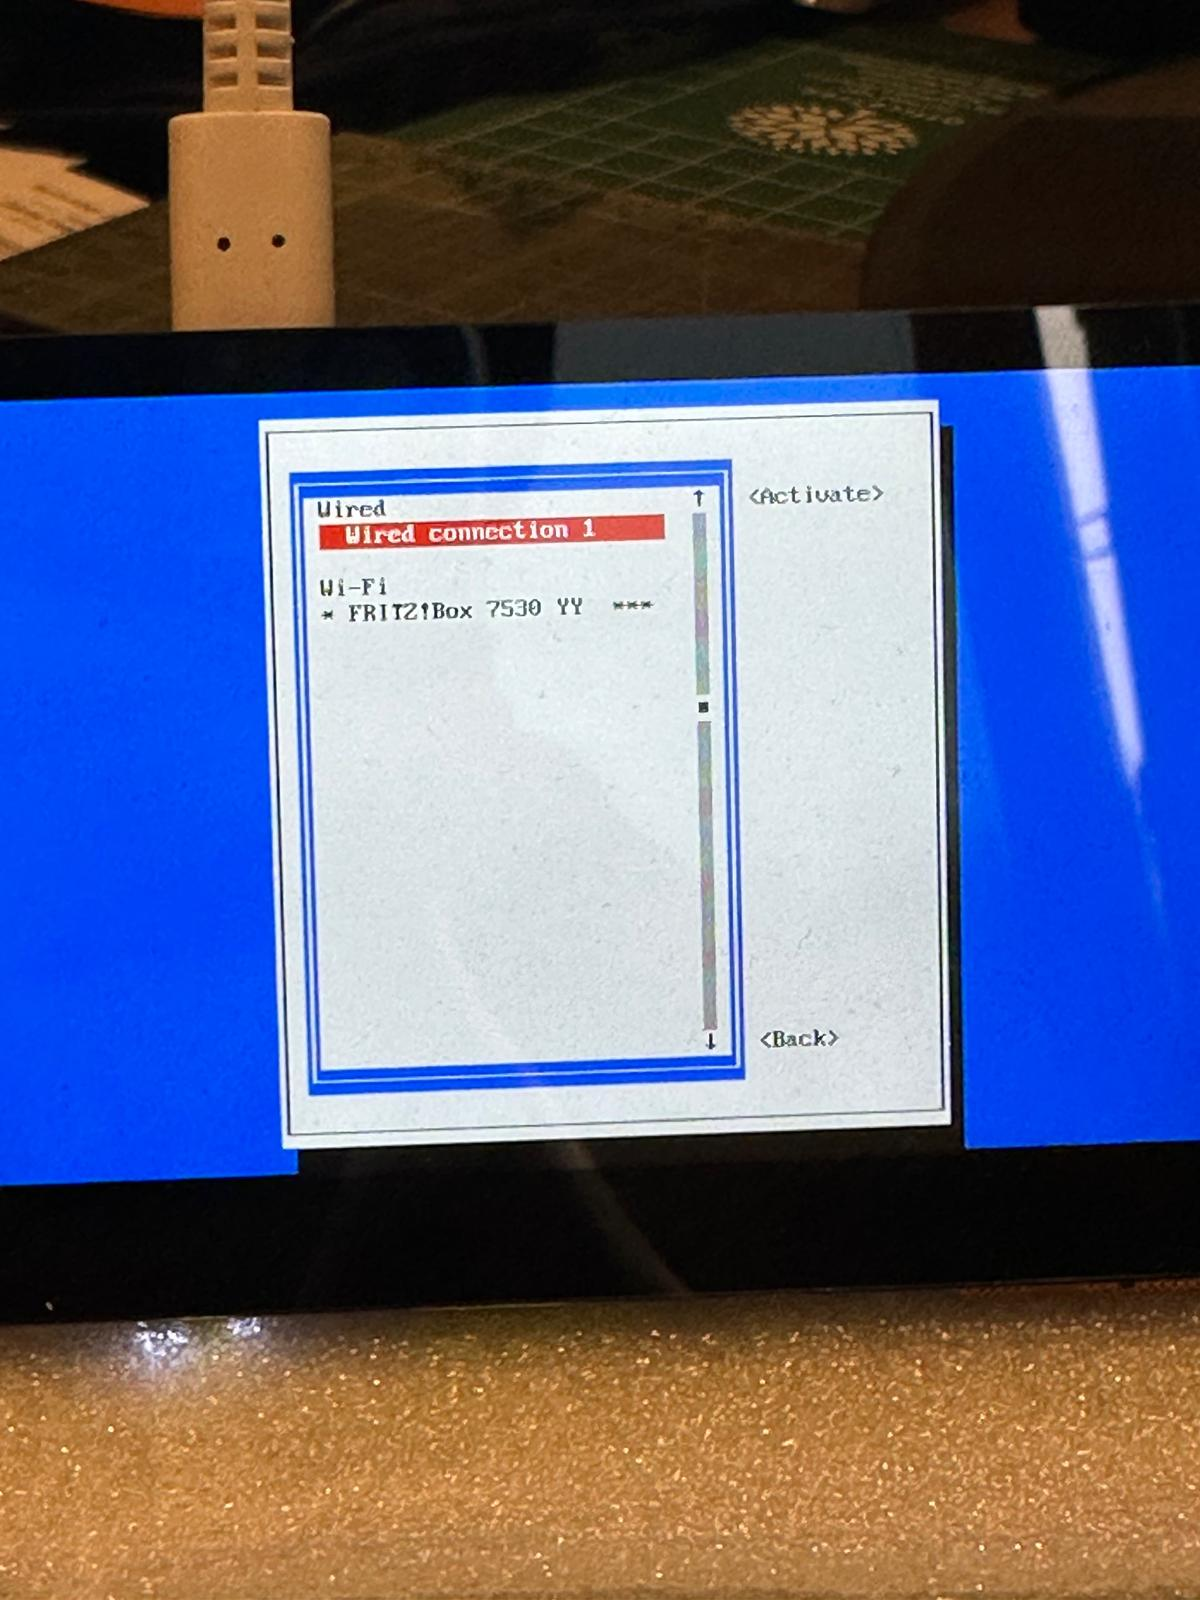 Wired
Wired connection 1
<Activate>
Wi-Fi
* FRITZ!Box 7530 YY ***
<Back>